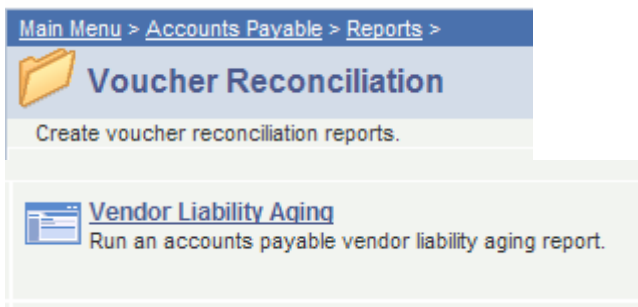 Main Menu > Accounts Payable > Reports >
Voucher Reconciliation
Create voucher reconciliation reports.
Vendor Liability Aging
Run an accounts payable vendor liability aging report.